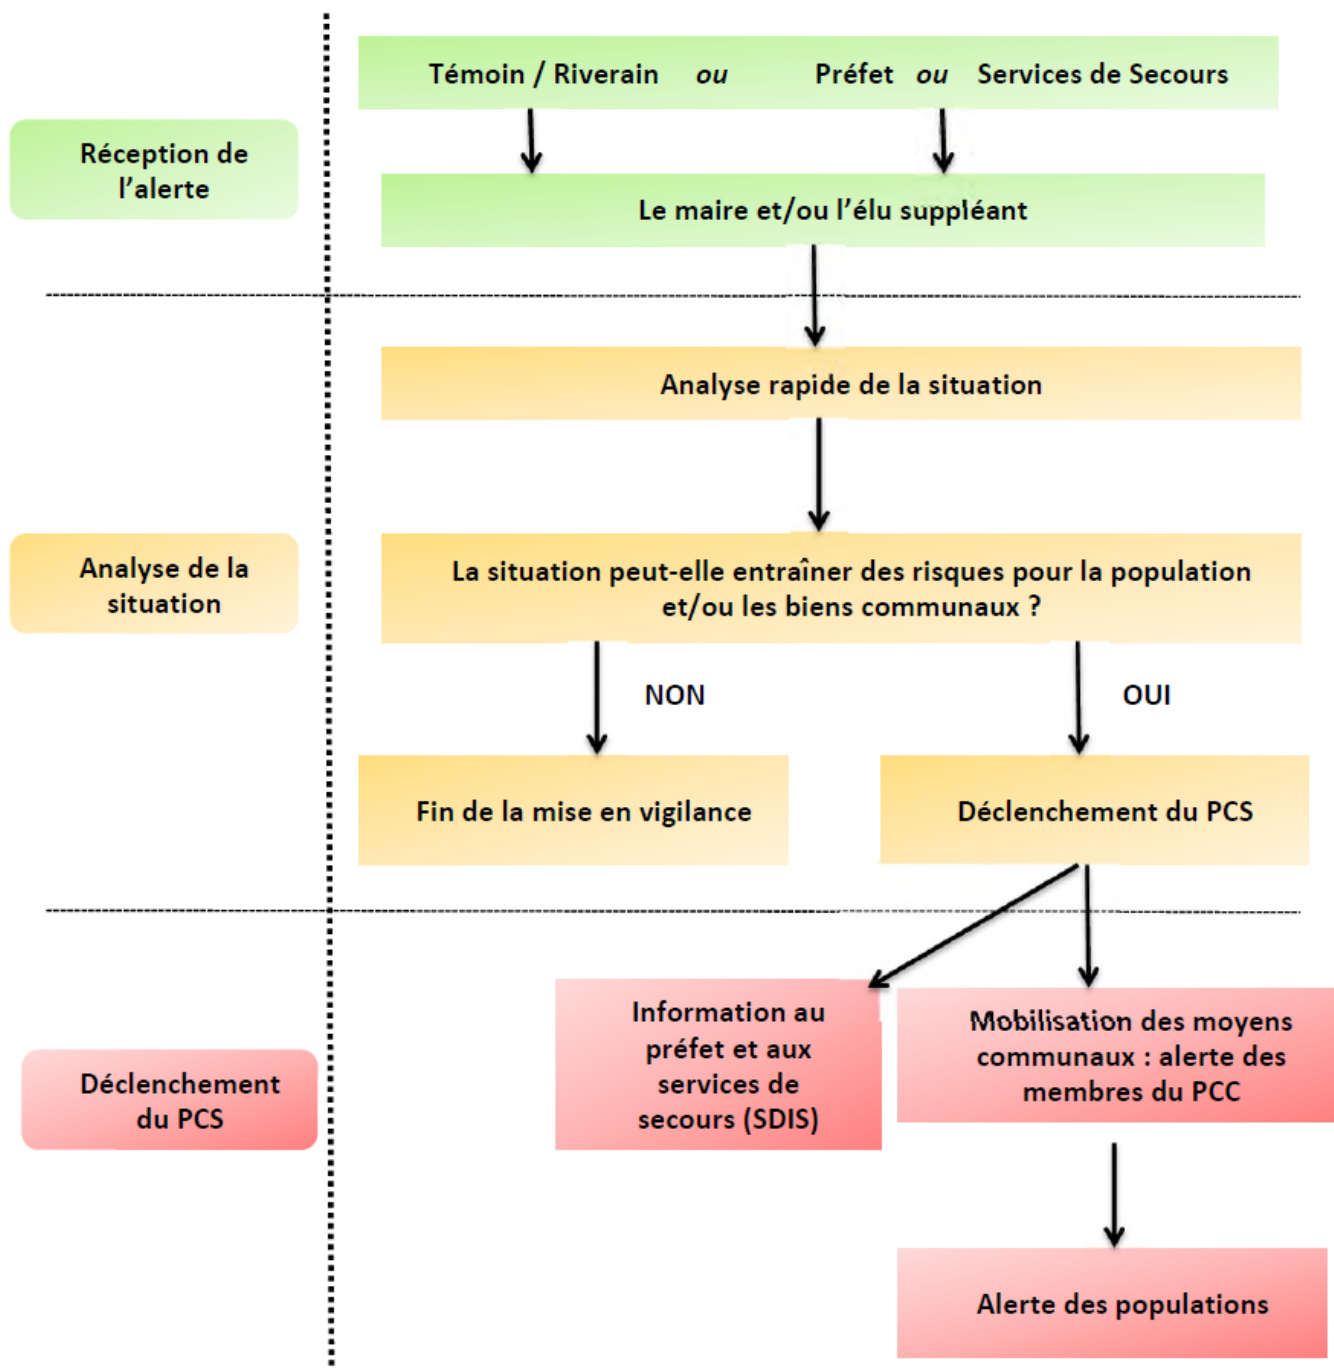 Témoin / Riverain ou Préfet ou Services de Secours
Réception de
l'alerte
Le maire et/ou l'élu suppléant
Analyse rapide de la situation
Analyse de la
situation
La situation peut-elle entraîner des risques pour la population
et/ou les biens communaux ?
NON
OUI
Fin de la mise en vigilance
Déclenchement du PCS
Déclenchement
du PCS
Information au
préfet et aux
services de
secours (SDIS)
Mobilisation des moyens
communaux : alerte des
membres du PCC
Alerte des populations